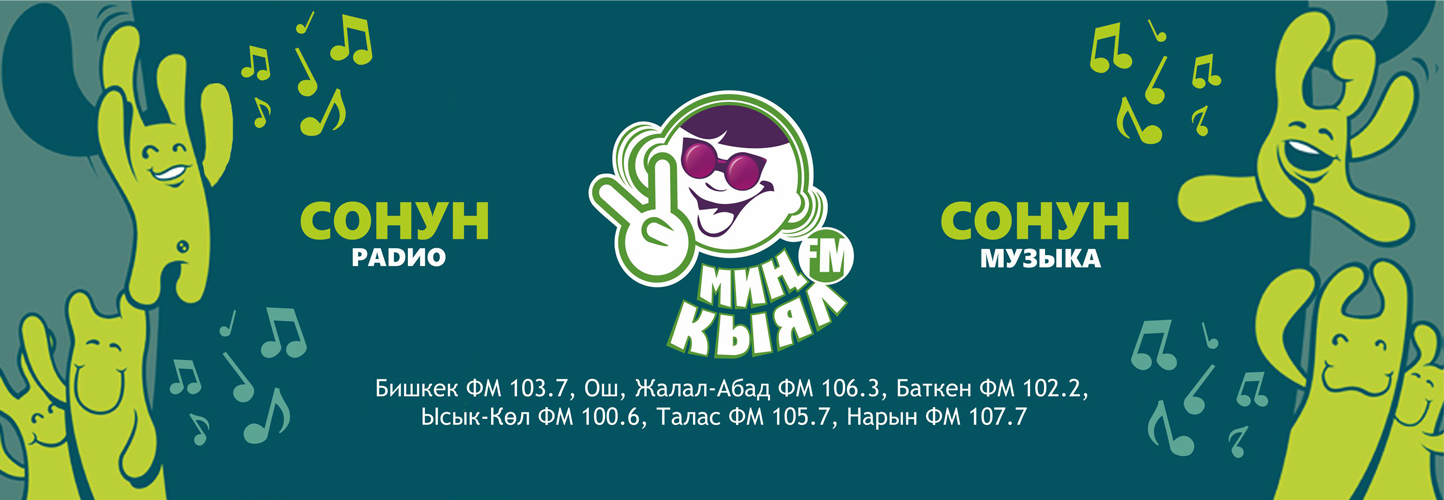 СОНУН
РАDИО
МИҢ FM
КЫЯЛ
СОНУН
МУЗЫКА
Бишкек ФМ 103.7, Ош, Жалал-Абад ФМ 106.3, Баткен ФМ 102.2,
Ысык-Көл ФМ 100.6, Талас ФМ 105.7, Нарын ФМ 107.7